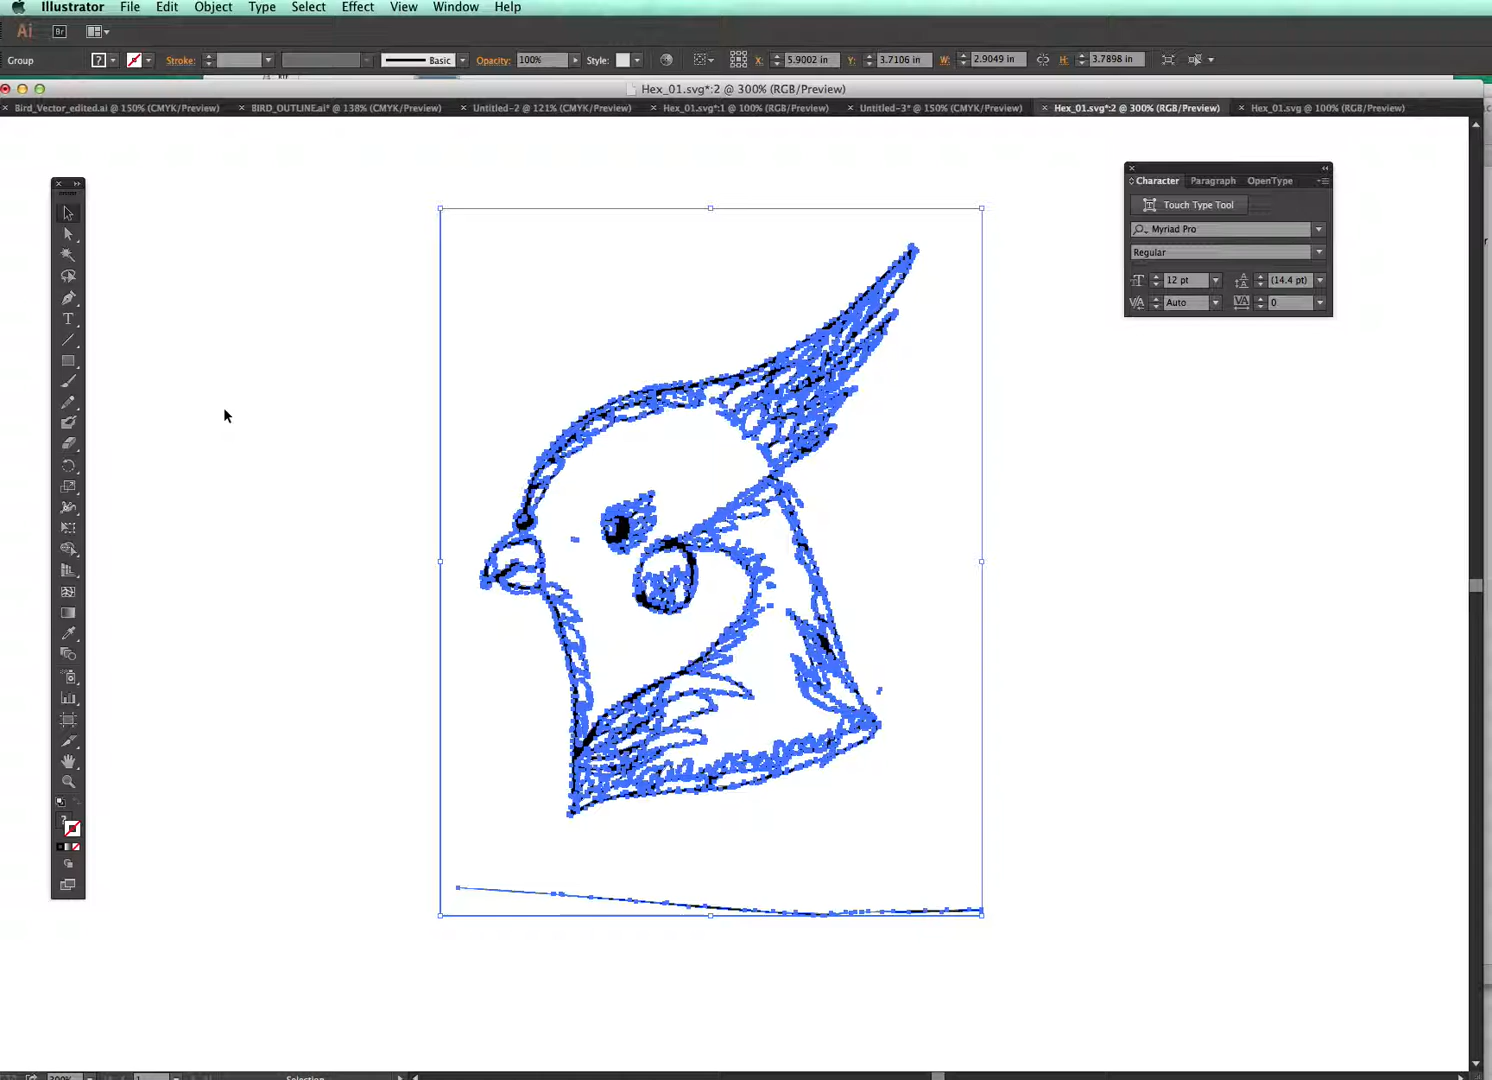 Illustrator File Edit Object Type Select Effect View Window Help
Ai Br
Group ? Stroke: Basic Opacity: 100% Style: X: 5.9002 in Y: 3.7106 in W: 2.9049 in H: 3.7898 in
Hex_01.svg*:2 @ 300% (RGB/Preview)
× Bird_Vector_edited.ai @ 150% (CMYK/Preview) × BIRD_OUTLINE.ai* @ 138% (CMYK/Preview) × Untitled-2 @ 121% (CMYK/Preview) × Hex_01.svg*:1 @ 100% (RGB/Preview) × Untitled-3* @ 150% (CMYK/Preview) × Hex_01.svg*:2 @ 300% (RGB/Preview) × Hex_01.svg @ 100% (RGB/Preview)
Character Paragraph OpenType
Touch Type Tool
Myriad Pro
Regular
12 pt (14.4 pt)
Auto 0